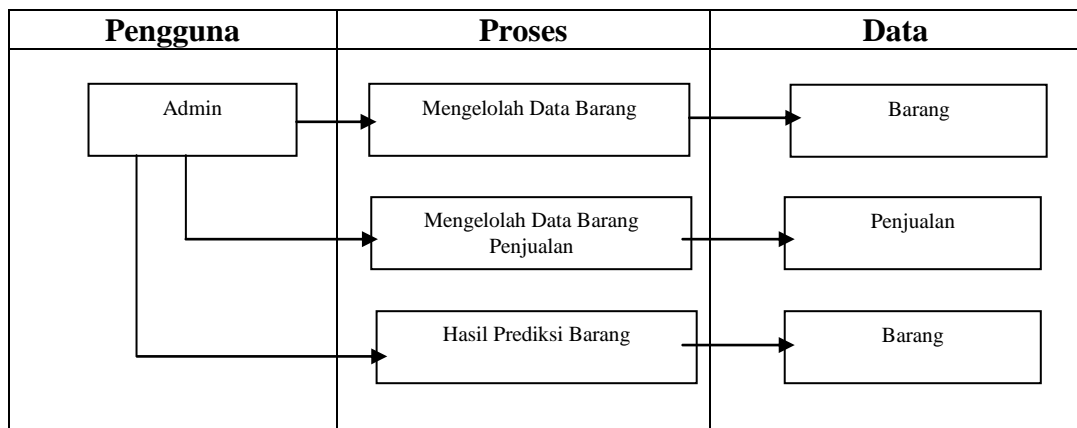 Pengguna
Proses
Data
Admin
Mengelolah Data Barang
Barang
Mengelolah Data Barang
Penjualan
Penjualan
Hasil Prediksi Barang
Barang